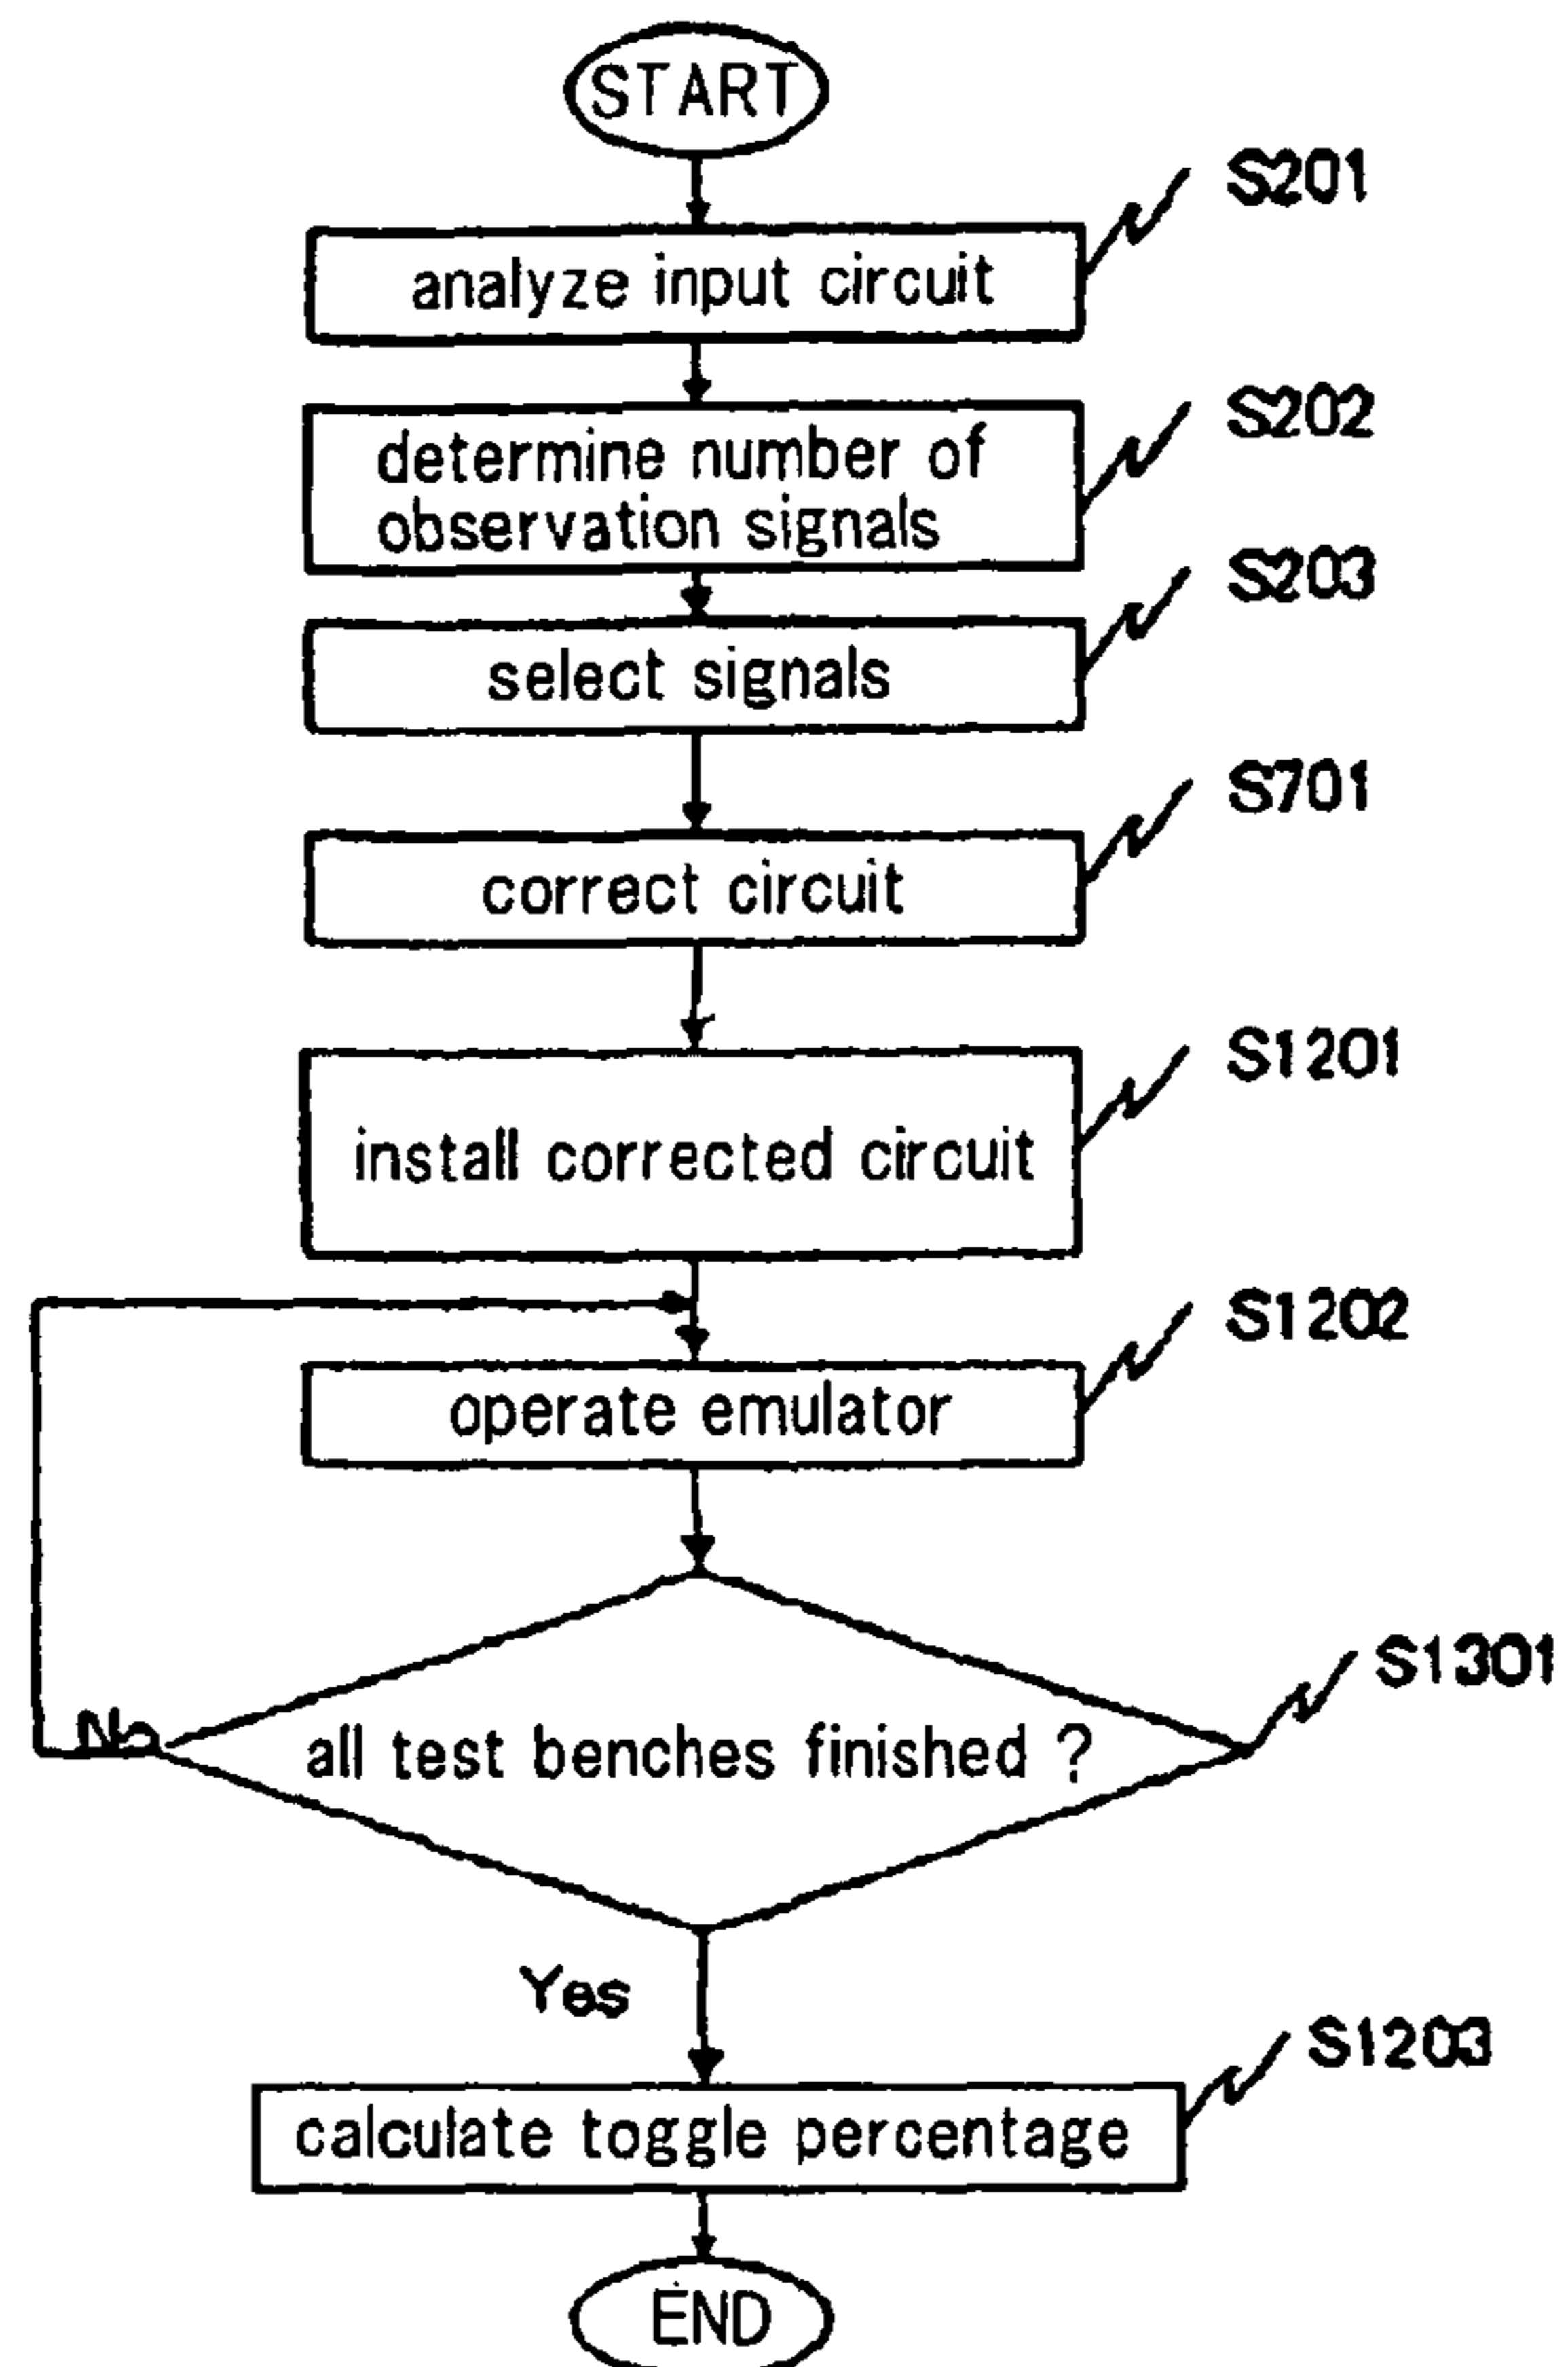 START
S201
analyze input circuit
S202
determine number of
observation signals
S203
select signals
S701
correct circuit
S1201
install corrected circuit
S1202
operate emulator
S1301
No
all test benches finished ?
Yes
S1203
calculate toggle percentage
END